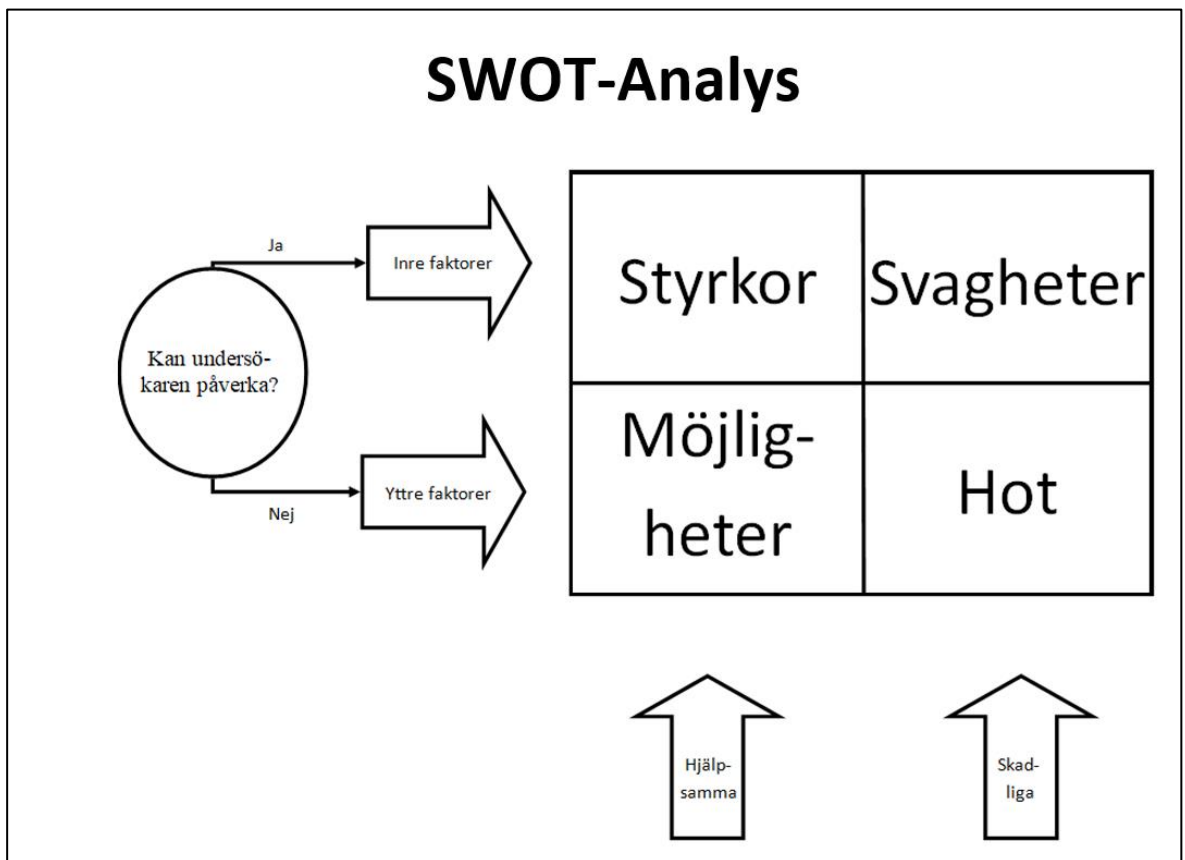 SWOT-Analys
Ja
Inre faktorer
Styrkor
Svagheter
Kan undersö-
karen påverka?
Möjlig-
heter
Hot
Yttre faktorer
Nej
Hjälp-
samma
Skad-
liga